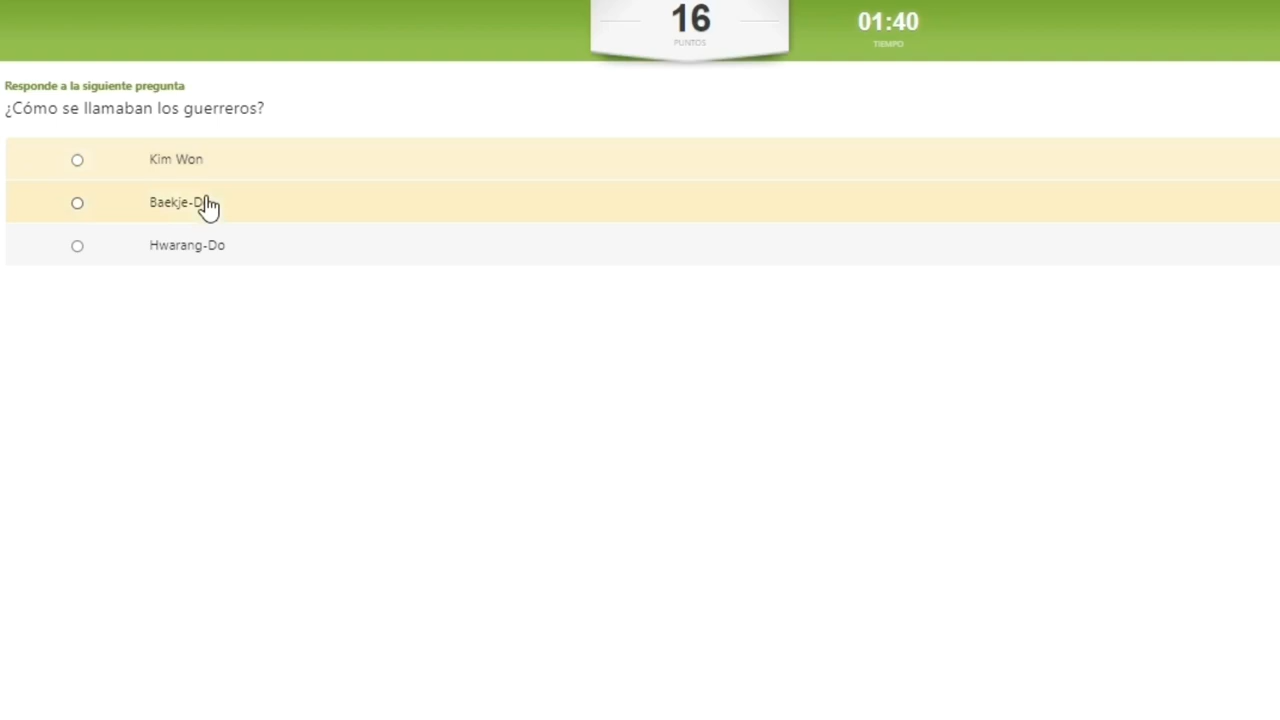 16
PUNTOS
01:40
TIEMPO
Responde a la siguiente pregunta
¿Cómo se llamaban los guerreros?
Kim Won
Hwarang-Do